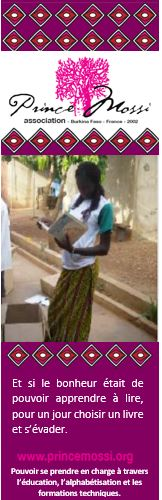 Prince Mossi
association - Burkina Faso - France - 2002
Et si le bonheur était de
pouvoir apprendre à lire,
pour un jour choisir un livre
et s'évader.
www.princemossi.org
Pouvoir se prendre en charge à travers
l'éducation, l'alphabétisation et les
formations techniques.